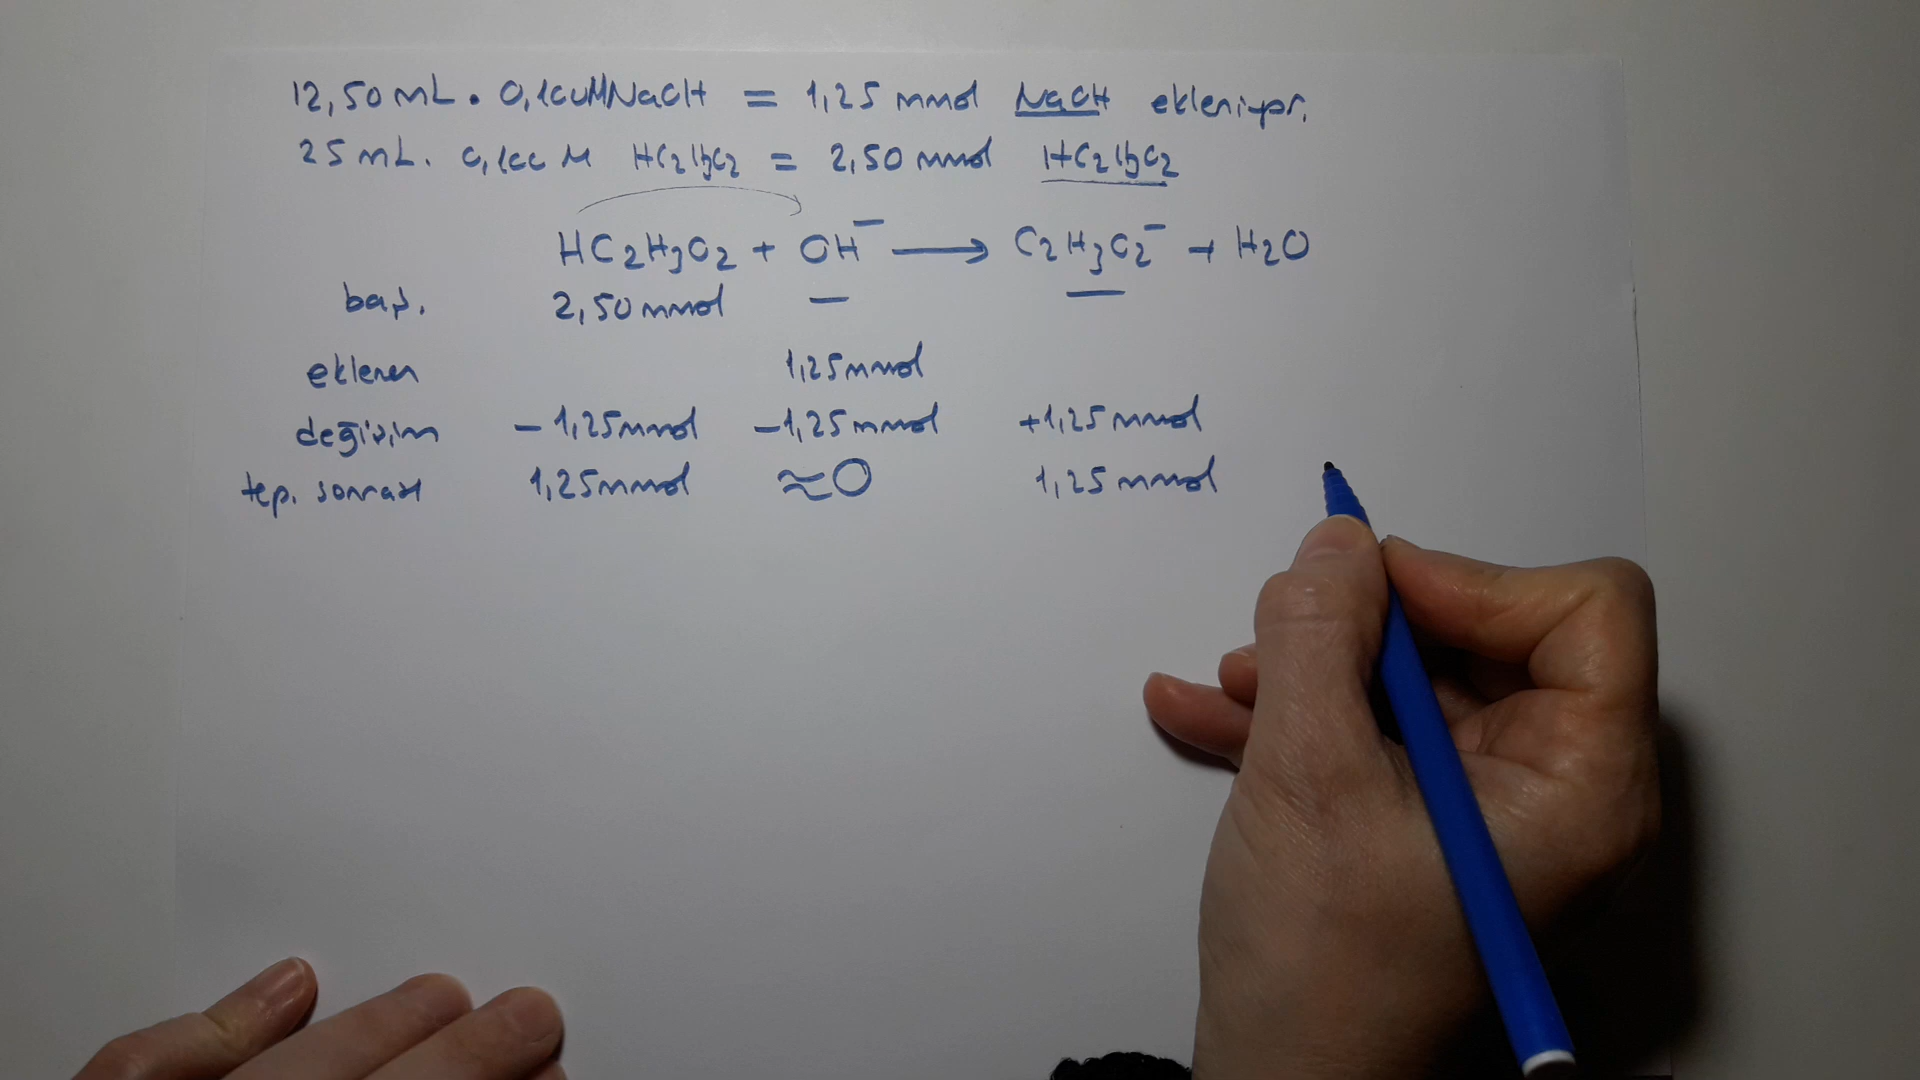 12,50 mL . 0,100 M NaOH = 1,25 mmol NaOH ekleniyor.
25 mL . 0,100 M HC2H3O2 = 2,50 mmol HC2H3O2
HC2H3O2 + OH⁻ ⟶ C2H3O2⁻ + H2O
baş. 2,50 mmol — —
eklenen 1,25 mmol
değişim - 1,25 mmol - 1,25 mmol +1,25 mmol
tep. sonrası 1,25 mmol ≈0 1,25 mmol